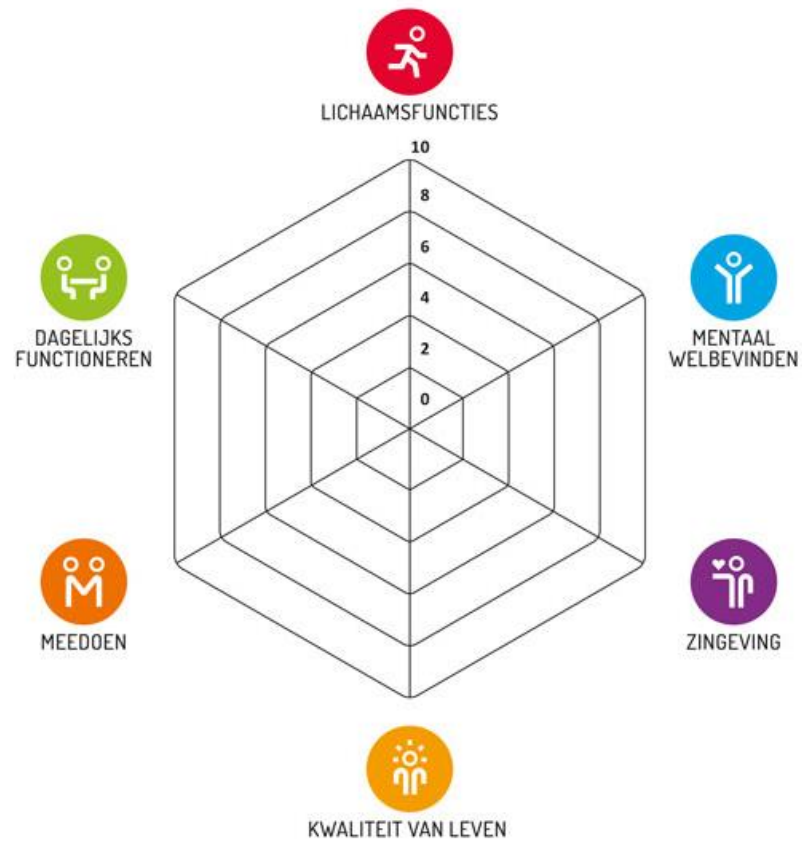 LICHAAMSFUNCTIES
10
8
6
4
2
0
DAGELIJKS
FUNCTIONEREN
MENTAAL
WELBEVINDEN
MEEDOEN
ZINGEVING
KWALITEIT VAN LEVEN